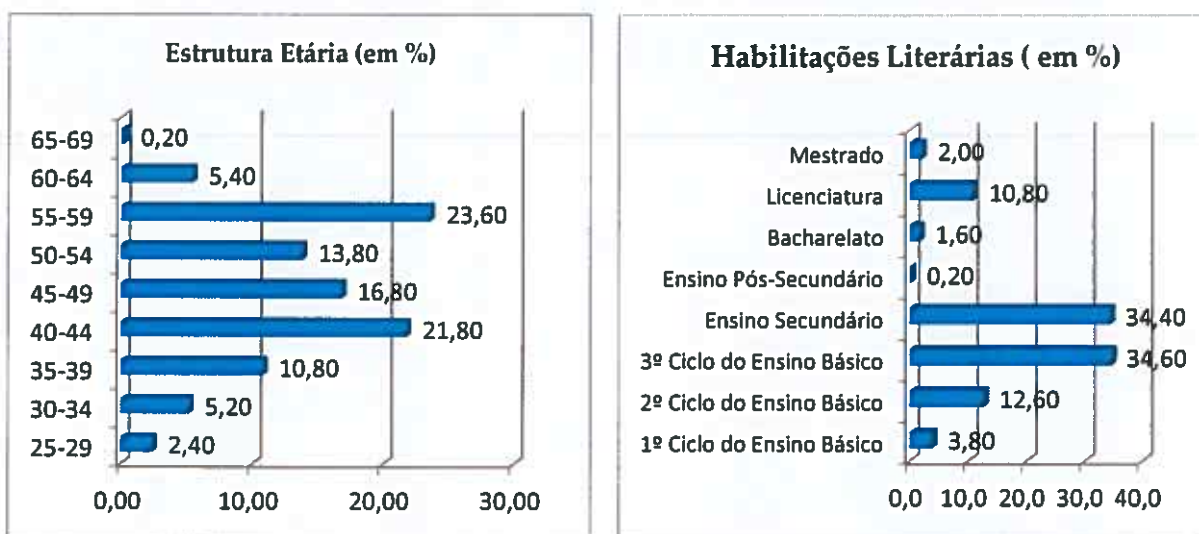 Estrutura Etária (em %)
65-69 0,20
60-64 5,40
55-59 23,60
50-54 13,80
45-49 16,80
40-44 21,80
35-39 10,80
30-34 5,20
25-29 2,40
0,00 10,00 20,00 30,00
Habilitações Literárias ( em %)
Mestrado 2,00
Licenciatura 10,80
Bacharelato 1,60
Ensino Pós-Secundário 0,20
Ensino Secundário 34,40
3º Ciclo do Ensino Básico 34,60
2º Ciclo do Ensino Básico 12,60
1º Ciclo do Ensino Básico 3,80
0,0 10,0 20,0 30,0 40,0